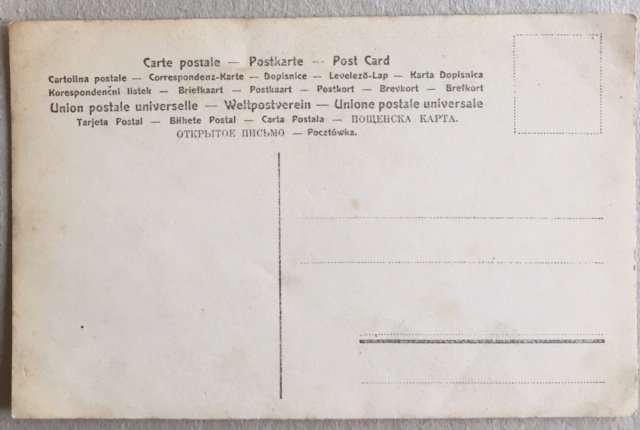 Carte postale — Postkarte — Post Card
Cartolina postale — Correspondenz-Karte — Dopisnice — Levelező-Lap — Karta Dopisnica
Korespondenční listek — Briefkaart — Postkaart — Postkort — Brevkort — Brefkort
Union postale universelle — Weltpostverein — Unione postale universale
Tarjeta Postal — Bilhete Postal — Carta Postala — ПОЩЕНСКА КАРТА.
ОТКРЫТОЕ ПИСЬМО — Pocztówka.